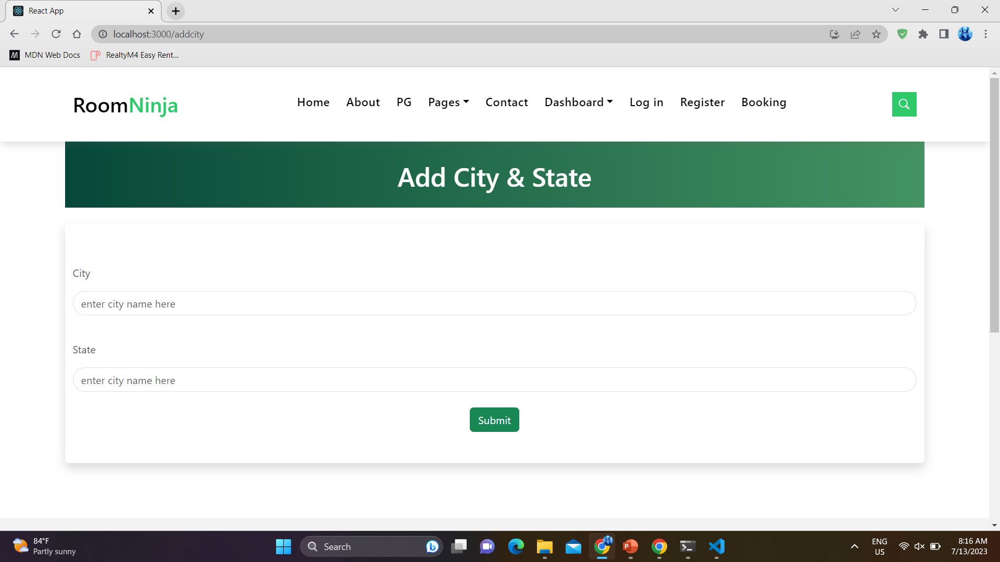 React App
localhost:3000/addcity
MDN Web Docs RealtyM4 Easy Rent...
RoomNinja
Home About PG Pages Contact Dashboard Log in Register Booking
Add City & State
City
enter city name here
State
enter city name here
Submit
84°F
Partly sunny
Search
ENG
US
8:16 AM
7/13/2023